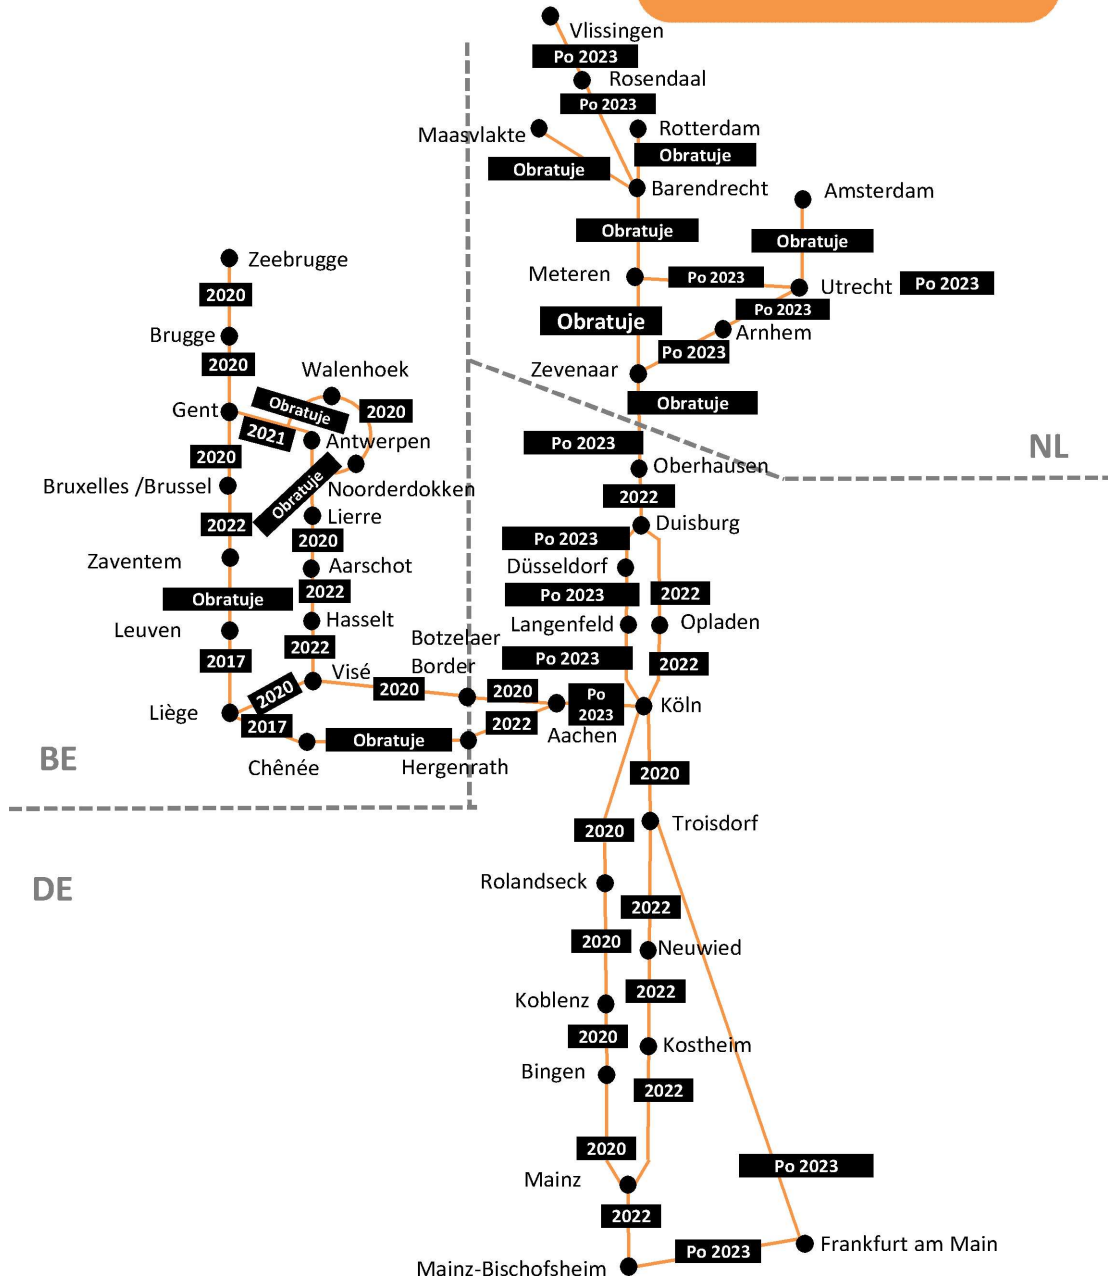 Vlissingen
Po 2023
Rosendaal
Po 2023
Maasvlakte
Rotterdam
Obratuje
Obratuje
Barendrecht
Amsterdam
Obratuje
Obratuje
Meteren
Po 2023
Utrecht
Po 2023
Po 2023
Obratuje
Arnhem
Po 2023
Zevenaar
Obratuje
Zeebrugge
2020
Brugge
2020
Walenhoek
Obratuje
2020
Gent
2021
Antwerpen
Po 2023
NL
2020
Obratuje
Oberhausen
Bruxelles /Brussel
Noorderdokken
2022
2022
Lierre
Duisburg
2020
Po 2023
Zaventem
Aarschot
Düsseldorf
2022
Po 2023
2022
Obratuje
Leuven
Hasselt
Langenfeld
Opladen
2022
Botzelaer
Border
Po 2023
2022
2017
Visé
2020
2020
2020
Po
2023
Köln
Liège
2017
2022
Aachen
Obratuje
Chênée
Hergenrath
BE
2020
Troisdorf
2020
DE
Rolandseck
2022
2020
Neuwied
2022
Koblenz
2020
Kostheim
Bingen
2022
2020
Po 2023
Mainz
2022
Frankfurt am Main
Po 2023
Mainz-Bischofsheim